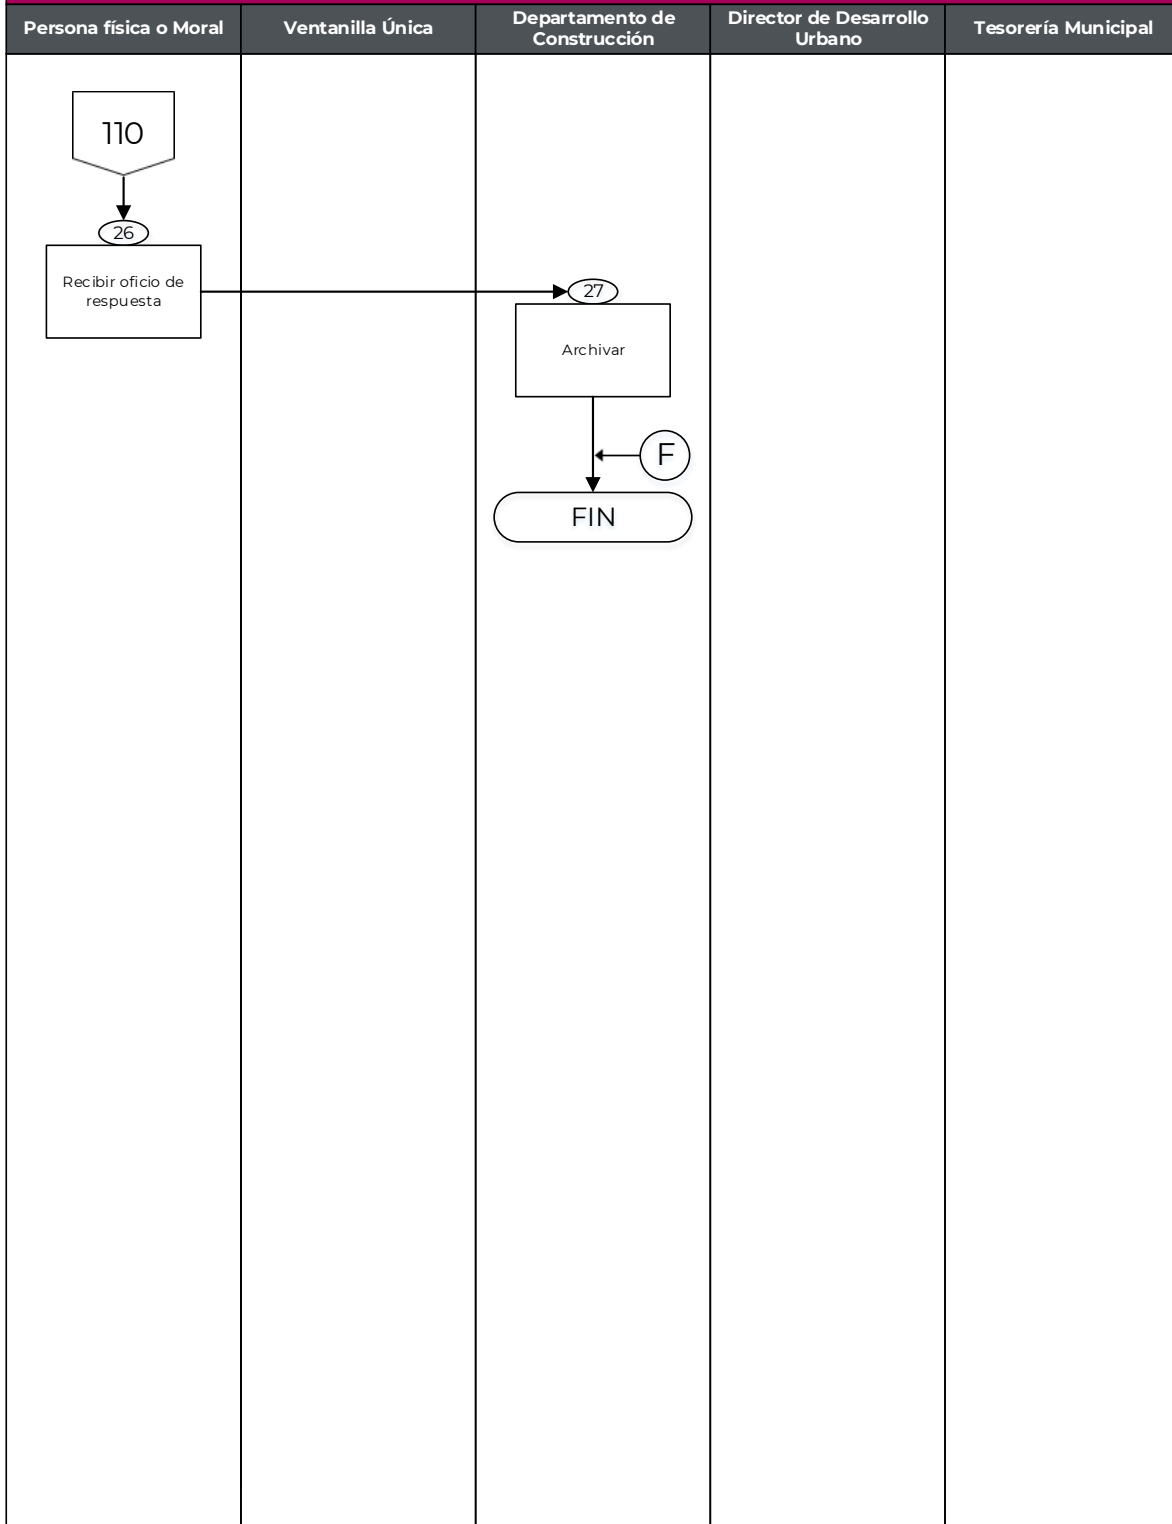 Persona física o Moral
Ventanilla Única
Departamento de
Construcción
Director de Desarrollo
Urbano
Tesorería Municipal
110
26
Recibir oficio de
respuesta
27
Archivar
F
FIN